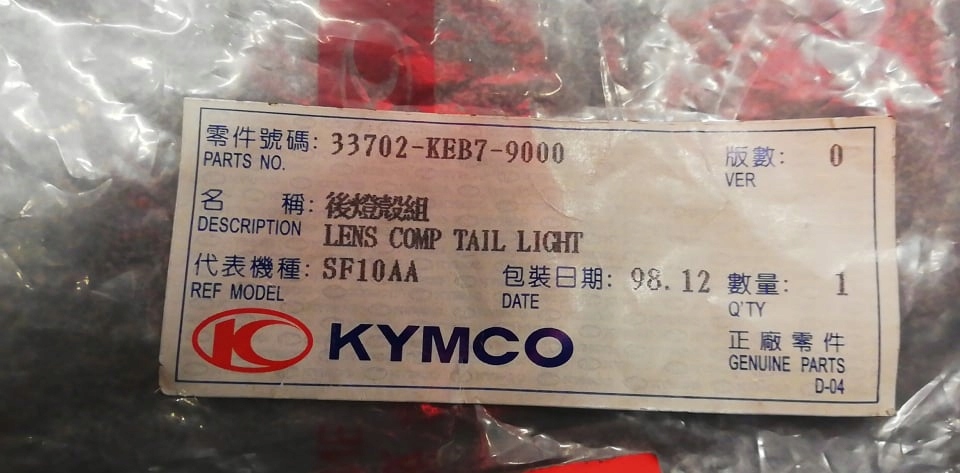 零件號碼: 33702-KEB7-9000 版數: 0
PARTS NO. VER
名 稱: 後燈殼組
DESCRIPTION LENS COMP TAIL LIGHT
代表機種: SF10AA 包裝日期: 98.12 數量: 1
REF MODEL DATE Q'TY
KYMCO 正廠零件
GENUINE PARTS
D-04